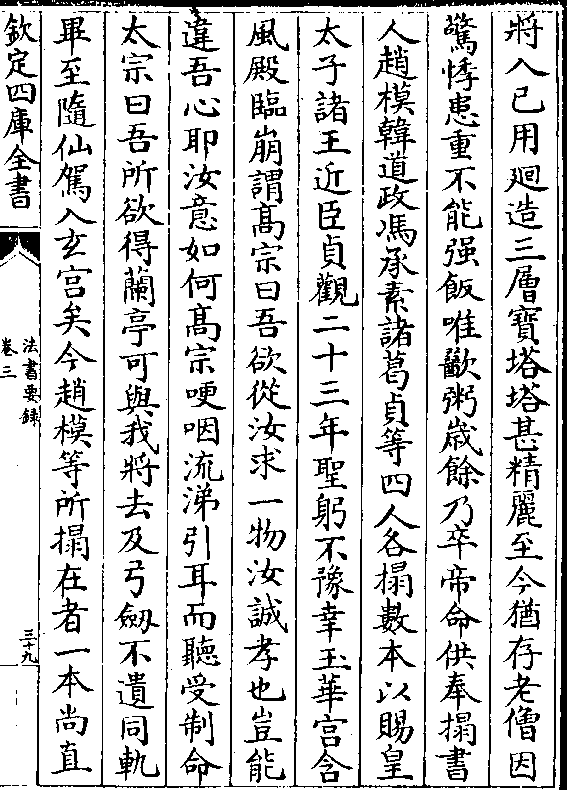 將入已用廻造三層寶塔塔甚精麗至今猶存老僧因
驚悸患重不能强飯唯歠粥歳餘乃卒帝命供奉搨書
人趙模韓道政馮承素諸葛貞等四人各搨數本以賜皇
太子諸王近臣貞觀二十三年聖躬不豫幸玉華宫含
風殿臨崩謂髙宗曰吾欲從汝求一物汝誠孝也豈能
違吾心耶汝意如何髙宗哽咽流涕引耳而聽受制命
太宗曰吾所欲得蘭亭可與我將去及弓劒不遺同軌
畢至隨仙駕入玄宫矣今趙模等所搨在者一本尚直
欽定四庫全書
法書要録
卷三
三十九